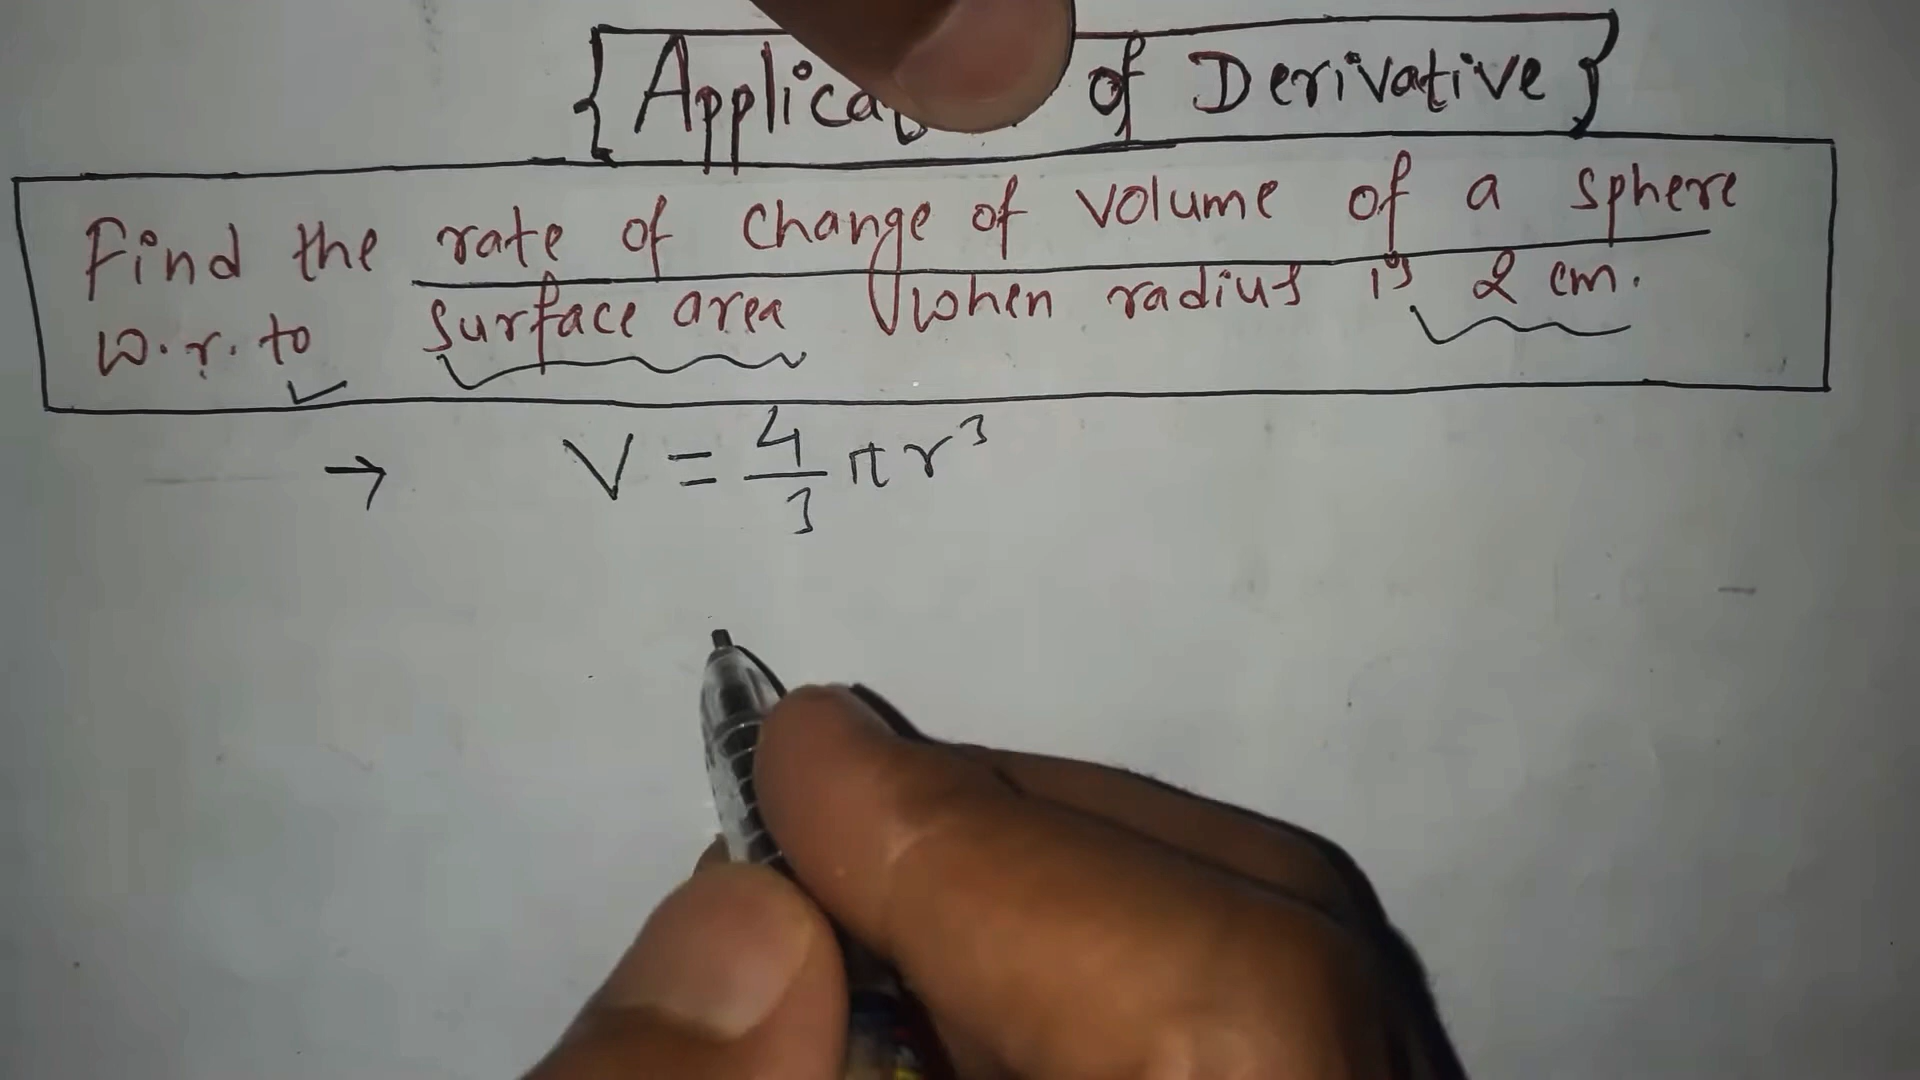 { of Derivative }
Find the rate of change of volume of a sphere
w.r. to surface area when radius is 2 cm.
→ V = 4/3 πr³